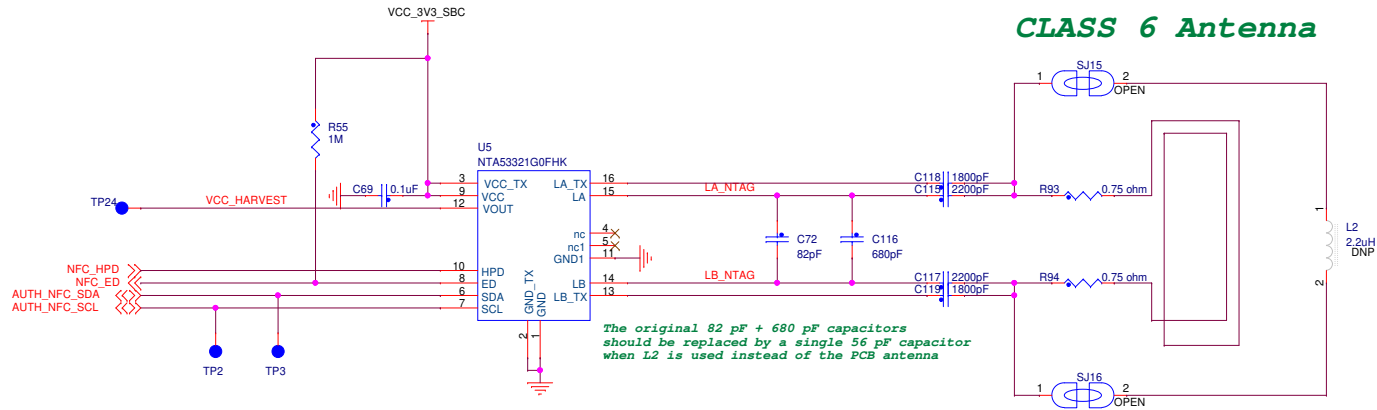 VCC_3V3_SBC
CLASS 6 Antenna
SJ15
1 2
OPEN
R55
1M
U5
NTA53321G0FHK
C69 0.1uF
3 VCC_TX LA_TX 16
9 VCC LA 15
12 VOUT
LA_NTAG
C118 1800pF
C115 2200pF
R93 0.75 ohm
TP24
VCC_HARVEST
nc 4
nc1 5
GND1 11
C72
82pF
C116
680pF
1
L2
2.2uH
DNP
2
NFC_HPD
NFC_ED
AUTH_NFC_SDA
AUTH_NFC_SCL
10 HPD
8 ED LB 14
6 SDA LB_TX 13
7 SCL
GND_TX
GND
2
1
LB_NTAG
C117 2200pF
C119 1800pF
R94 0.75 ohm
The original 82 pF + 680 pF capacitors
should be replaced by a single 56 pF capacitor
when L2 is used instead of the PCB antenna
TP2
TP3
SJ16
1 2
OPEN